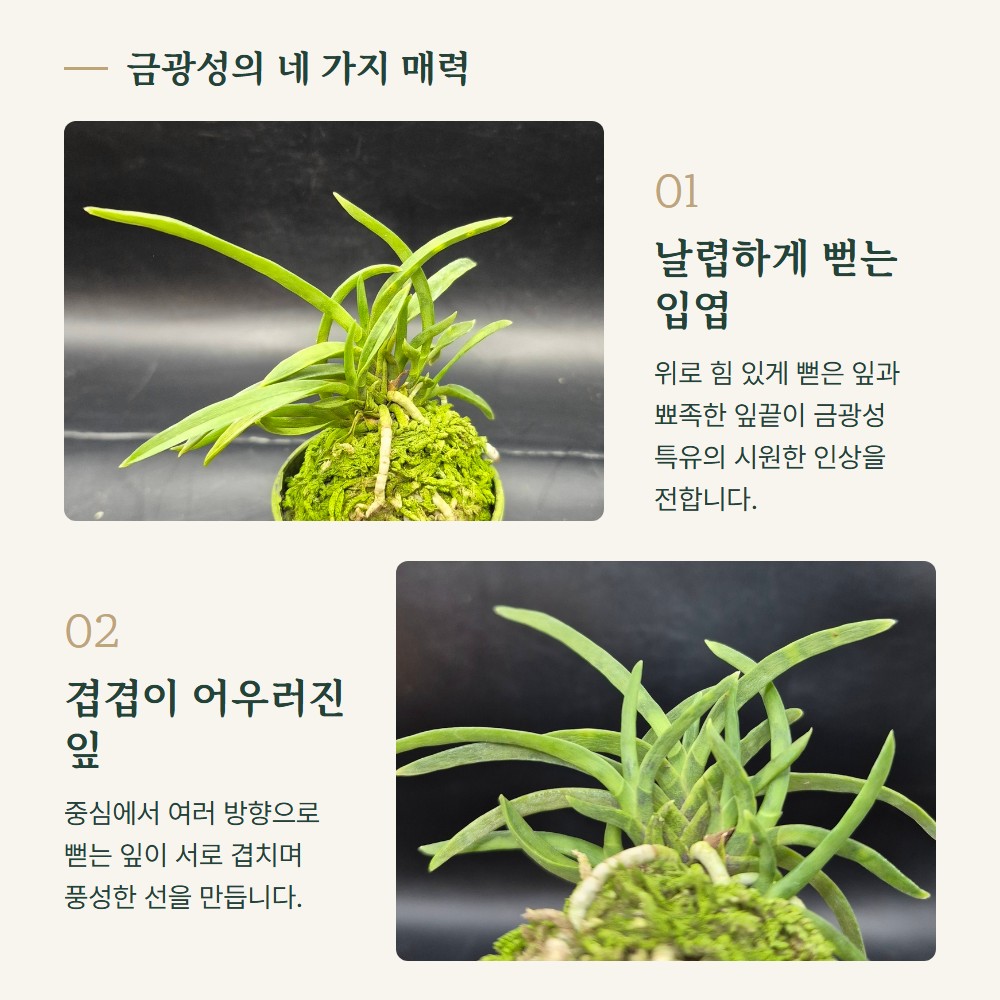 금광성의 네 가지 매력
01
날렵하게 뻗는
입엽
위로 힘 있게 뻗은 잎과
뾰족한 잎끝이 금광성
특유의 시원한 인상을
전합니다.
02
겹겹이 어우러진
잎
중심에서 여러 방향으로
뻗는 잎이 서로 겹치며
풍성한 선을 만듭니다.